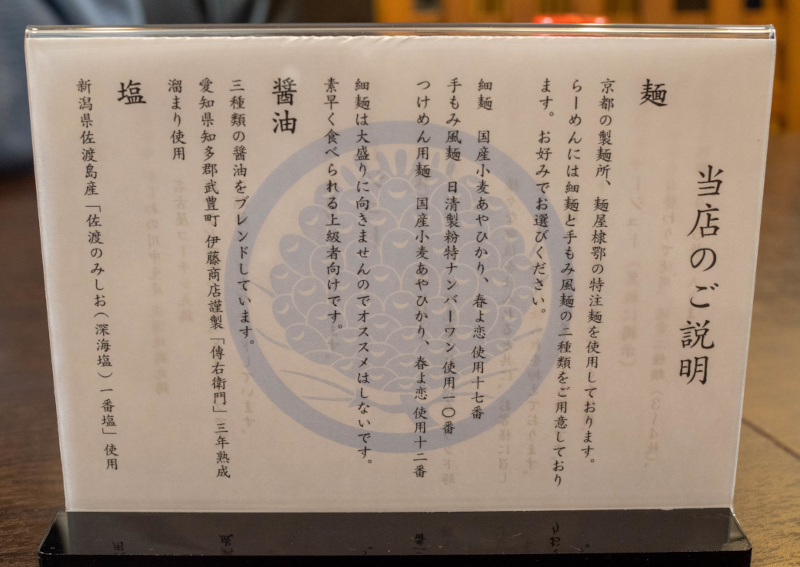 当店のご説明
麺
京都の製麺所、麺屋棣鄂の特注麺を使用しております。
らーめんには細麺と手もみ風麺の二種類をご用意しており
ます。お好みでお選びください。
細麺　国産小麦あやひかり、春よ恋 使用十七番
手もみ風麺　日清製粉特ナンバーワン 使用一〇番
つけめん用麺　国産小麦あやひかり、春よ恋 使用十二番
細麺は大盛りに向きませんのでオススメはしないです。
素早く食べられる上級者向けです。
醤油
三種類の醤油をブレンドしています。
愛知県知多郡武豊町 伊藤商店謹製「傳右衛門」三年熟成
溜まり使用
塩
新潟県佐渡島産「佐渡のみしお（深海塩）一番塩」使用